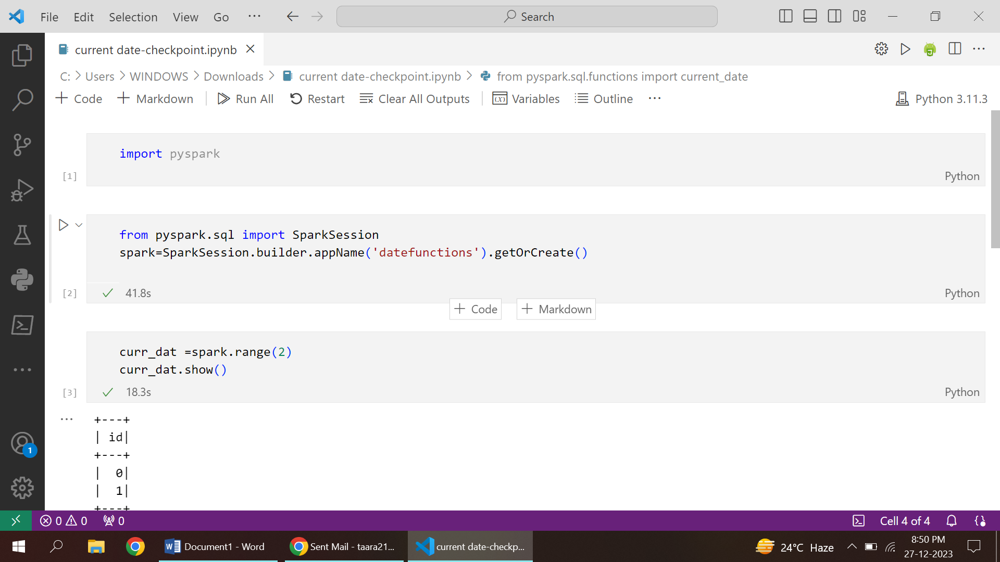 File Edit Selection View Go ... Search
current date-checkpoint.ipynb
C: > Users > WINDOWS > Downloads > current date-checkpoint.ipynb > from pyspark.sql.functions import current_date
+ Code + Markdown | Run All Restart Clear All Outputs | Variables Outline ... Python 3.11.3
import pyspark
[1] Python
from pyspark.sql import SparkSession
spark=SparkSession.builder.appName('datefunctions').getOrCreate()
[2] 41.8s Python
+ Code + Markdown
curr_dat =spark.range(2)
curr_dat.show()
[3] 18.3s Python
+---+
| id|
+---+
|  0|
|  1|
+---+
1
0 0 0 Cell 4 of 4
Document1 - Word Sent Mail - taara21... current date-checkp... 24°C Haze 8:50 PM
27-12-2023